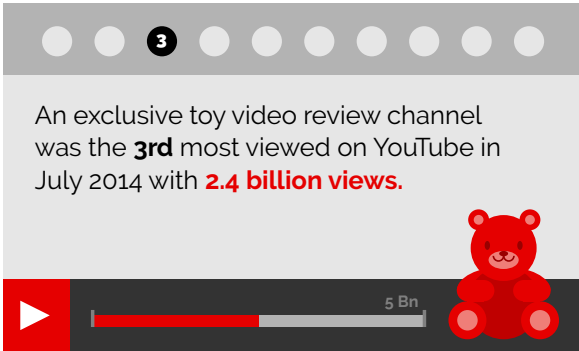 3
An exclusive toy video review channel
was the 3rd most viewed on YouTube in
July 2014 with 2.4 billion views.
5 Bn